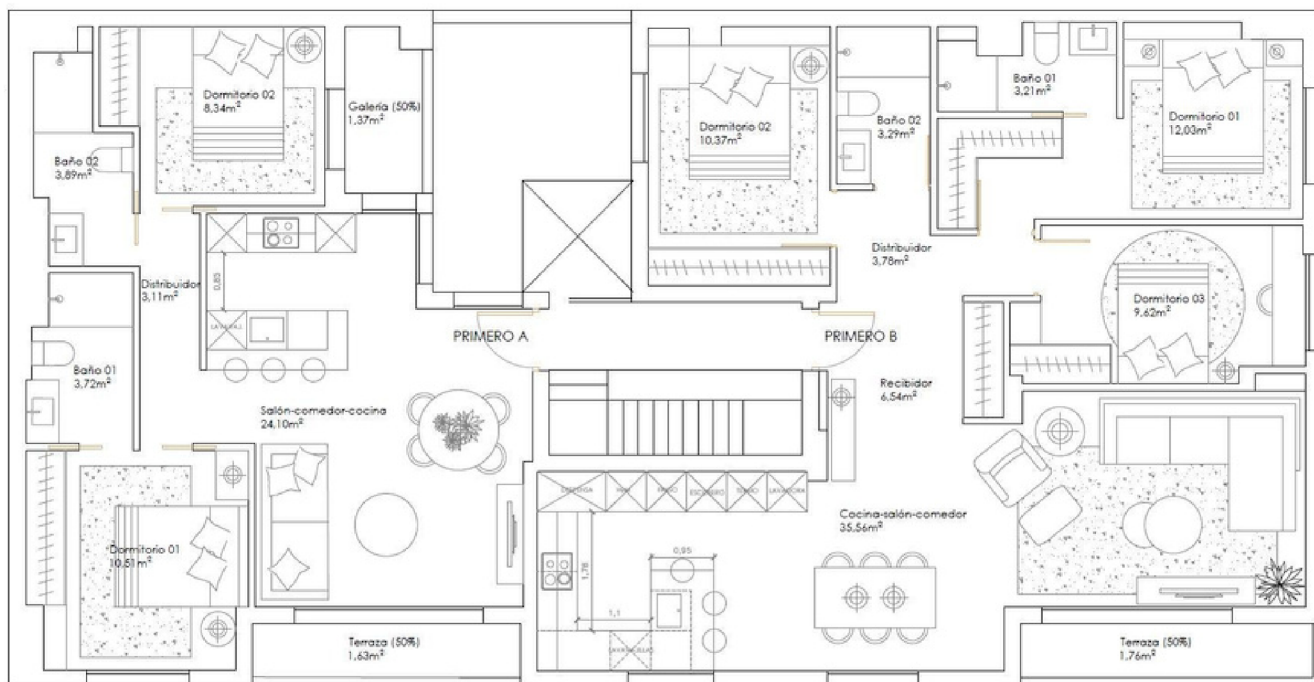 Dormitorio 02
8,34m²
Galería (50%)
1,37m²
Baño 02
3,89m²
Distribuidor
3,11m²
0,83
Baño 01
3,72m²
Salón-comedor-cocina
24,10m²
Dormitorio 01
10,51m²
Terraza (50%)
1,63m²
PRIMERO A
PRIMERO B
Dormitorio 02
10,37m²
Baño 02
3,29m²
Baño 01
3,21m²
Dormitorio 01
12,03m²
Distribuidor
3,78m²
Dormitorio 03
9,62m²
Recibidor
6,54m²
DESPENSA
ESCOBERO
LAVADORA
Cocina-salón-comedor
35,56m²
0,95
1,78
1,1
LAVAVAJILLAS
Terraza (50%)
1,76m²